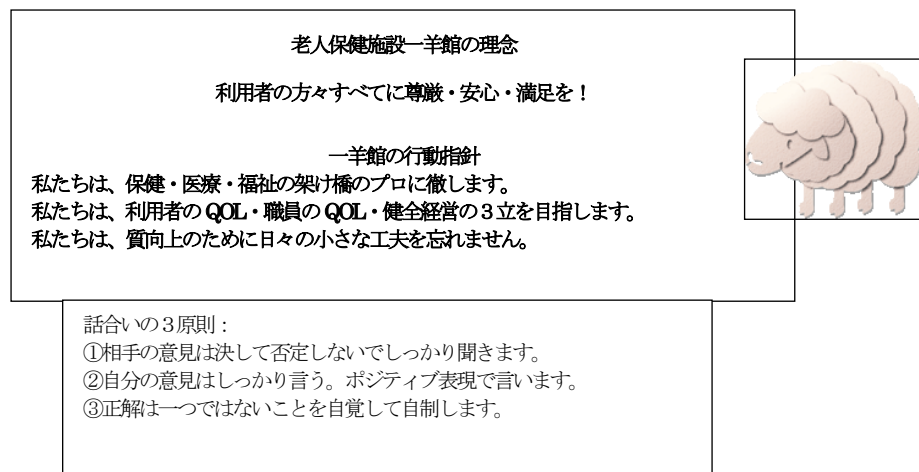 老人保健施設一羊館の理念
利用者の方々すべてに尊厳・安心・満足を！
一羊館の行動指針
私たちは、保健・医療・福祉の架け橋のプロに徹します。
私たちは、利用者のQOL・職員のQOL・健全経営の３立を目指します。
私たちは、質向上のために日々の小さな工夫を忘れません。
話合いの３原則：
①相手の意見は決して否定しないでしっかり聞きます。
②自分の意見はしっかり言う。ポジティブ表現で言います。
③正解は一つではないことを自覚して自制します。